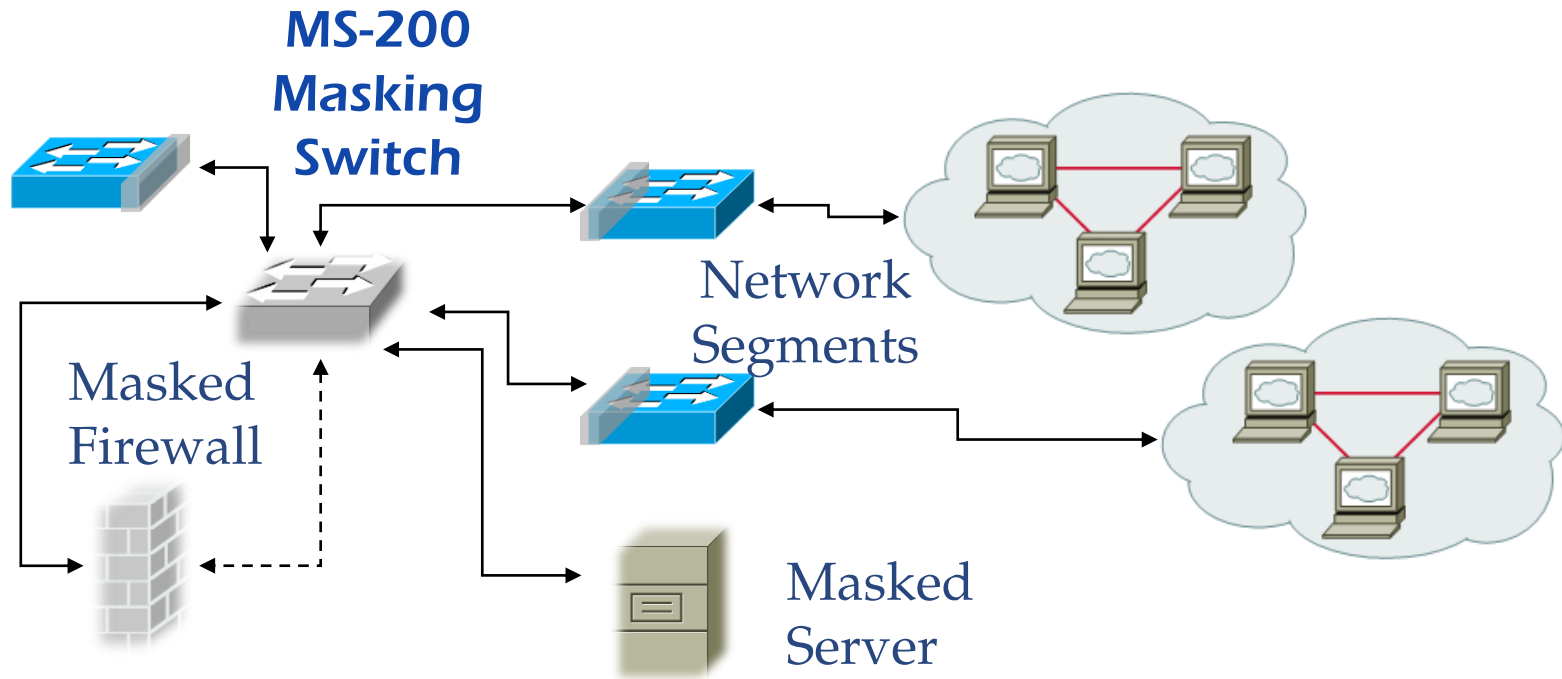 MS-200
Masking
Switch
Network
Segments
Masked
Firewall
Masked
Server